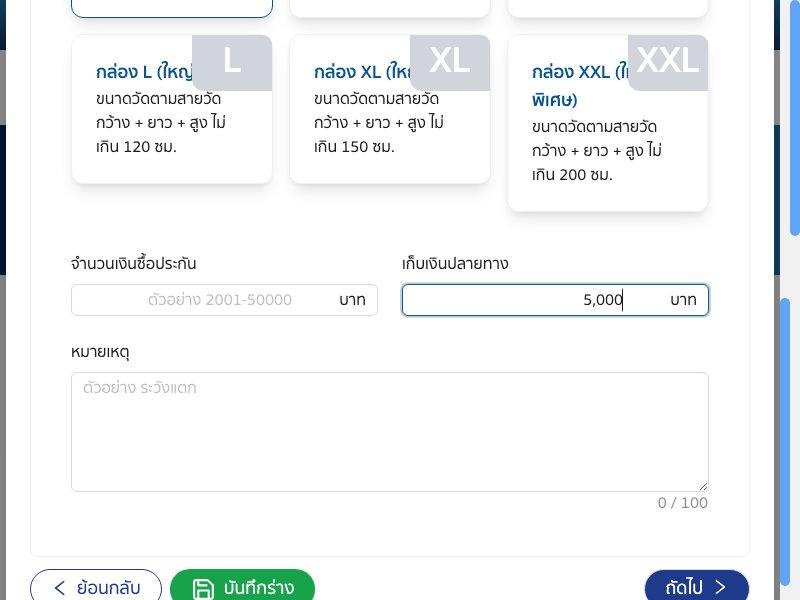 กล่อง L (ใหญ่
L
กล่อง XL (ให
XL
กล่อง XXL (
XXL
พิเศษ)
ขนาดวัดตามสายวัด
กว้าง + ยาว + สูง ไม่
เกิน 120 ซม.
ขนาดวัดตามสายวัด
กว้าง + ยาว + สูง ไม่
เกิน 150 ซม.
ขนาดวัดตามสายวัด
กว้าง + ยาว + สูง ไม่
เกิน 200 ซม.
จำนวนเงินซื้อประกัน
ตัวอย่าง 2001-50000 บาท
เก็บเงินปลายทาง
5,000 บาท
หมายเหตุ
ตัวอย่าง ระวังแตก
0 / 100
ย้อนกลับ
บันทึกร่าง
ถัดไป